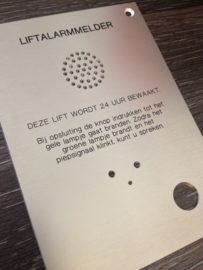 LIFTALARMMELDER
DEZE LIFT WORDT 24 UUR BEWAAKT.
Bij opsluiting de knop indrukken tot het
gele lampje gaat branden. Zodra het
groene lampje brandt en het
piepsignaal klinkt, kunt u spreken.